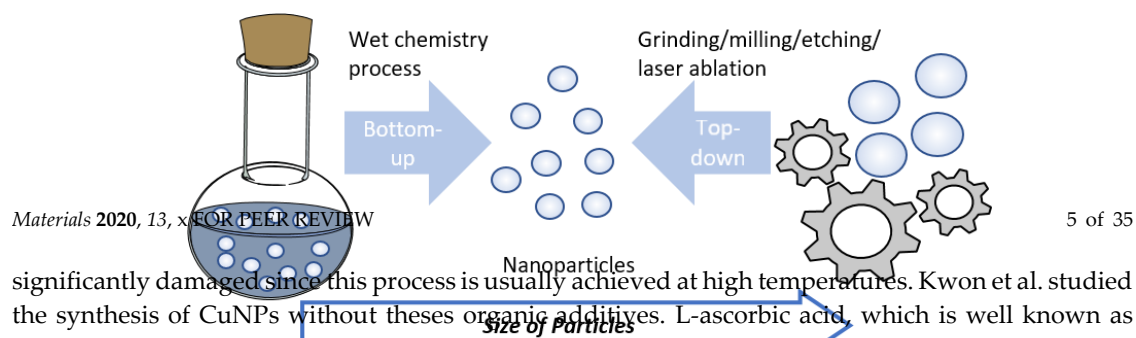 Wet chemistry
process
Grinding/milling/etching/
laser ablation
Bottom-
up
Top-
down
Materials 2020, 13, x FOR PEER REVIEW
5 of 35
Nanoparticles
significantly damaged since this process is usually achieved at high temperatures. Kwon et al. studied
the synthesis of CuNPs without theses organic additives. L-ascorbic acid, which is well known as
Size of Particles